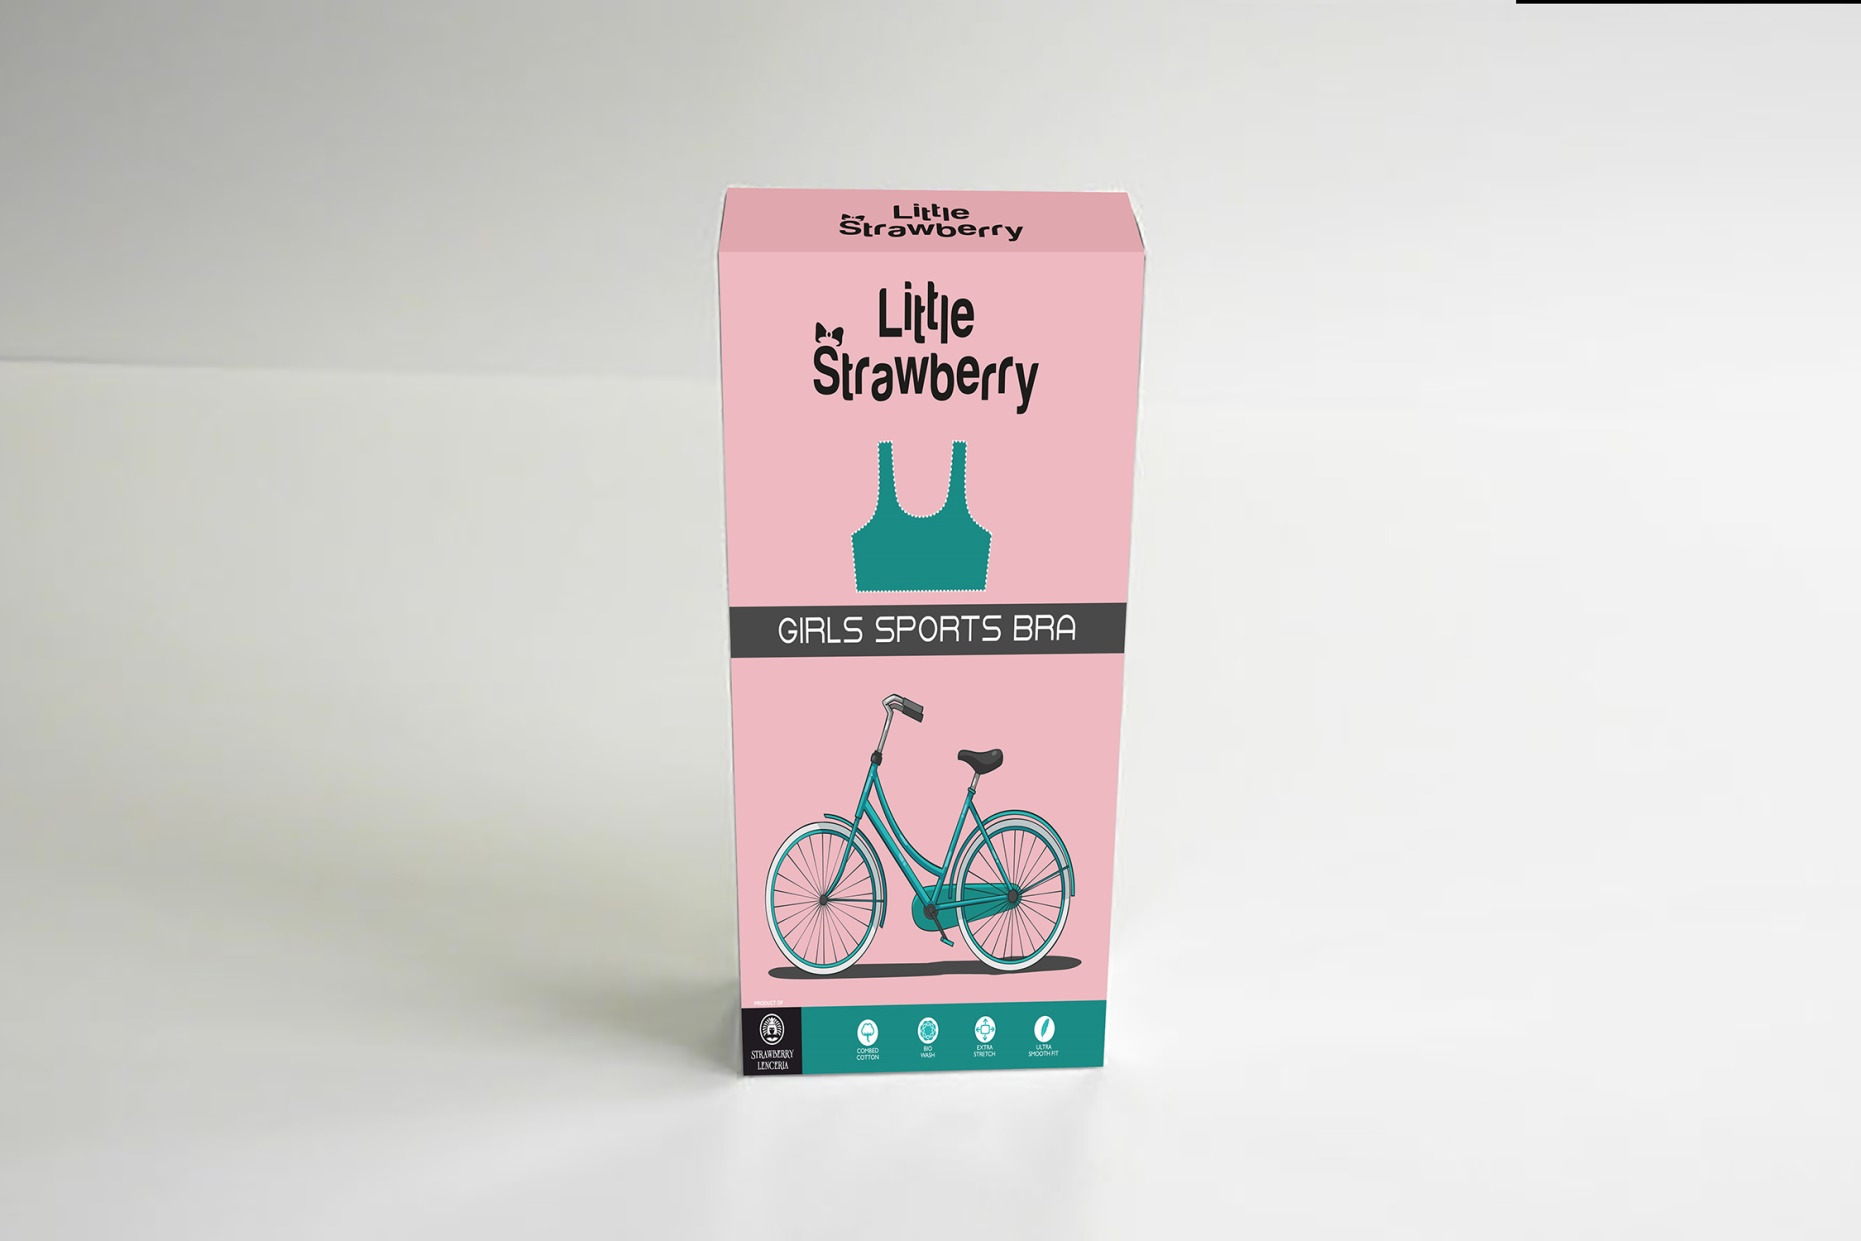 Little
Strawberry
Little
Strawberry
GIRLS SPORTS BRA
PRODUCT OF
STRAWBERRY
LENCERIA
COMBED
COTTON
BIO
WASH
EXTRA
STRETCH
ULTRA
SMOOTH FIT